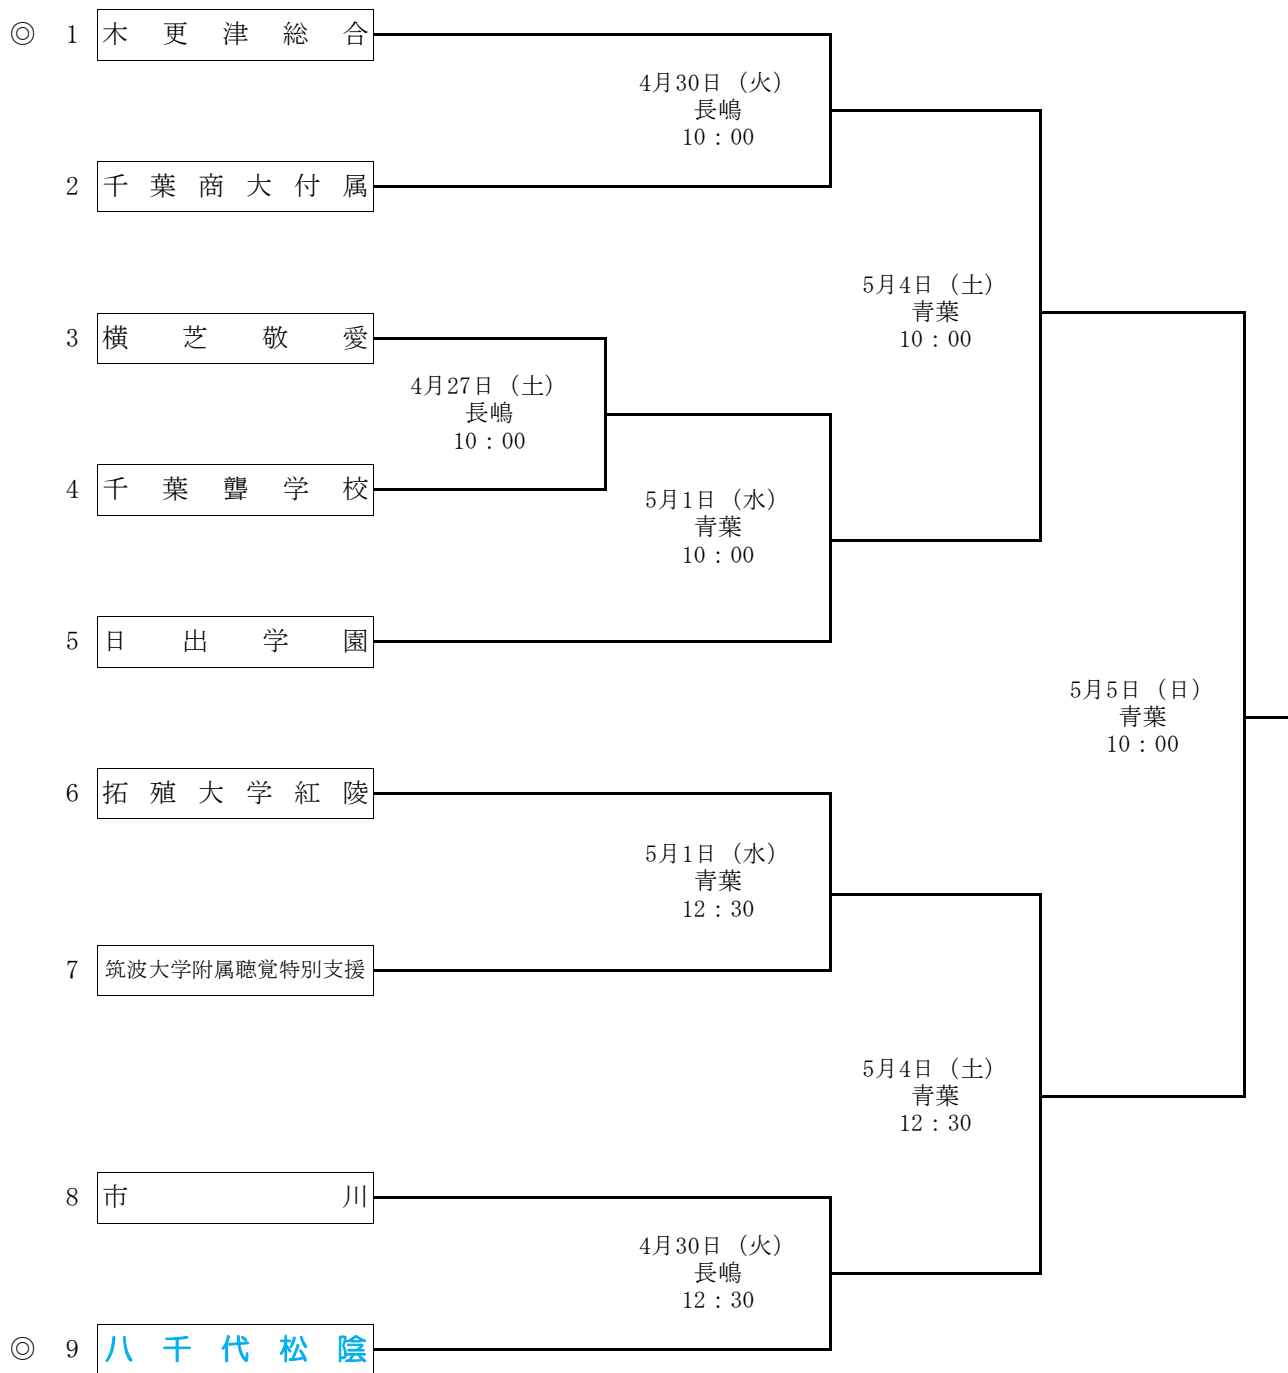 ◎ 1 木更津総合
4月30日（火）
長嶋
10：00
2 千葉商大付属
5月4日（土）
青葉
10：00
3 横芝敬愛
4月27日（土）
長嶋
10：00
4 千葉聾学校
5月1日（水）
青葉
10：00
5 日出学園
5月5日（日）
青葉
10：00
6 拓殖大学紅陵
5月1日（水）
青葉
12：30
7 筑波大学附属聴覚特別支援
5月4日（土）
青葉
12：30
8 市川
4月30日（火）
長嶋
12：30
◎ 9 八千代松陰